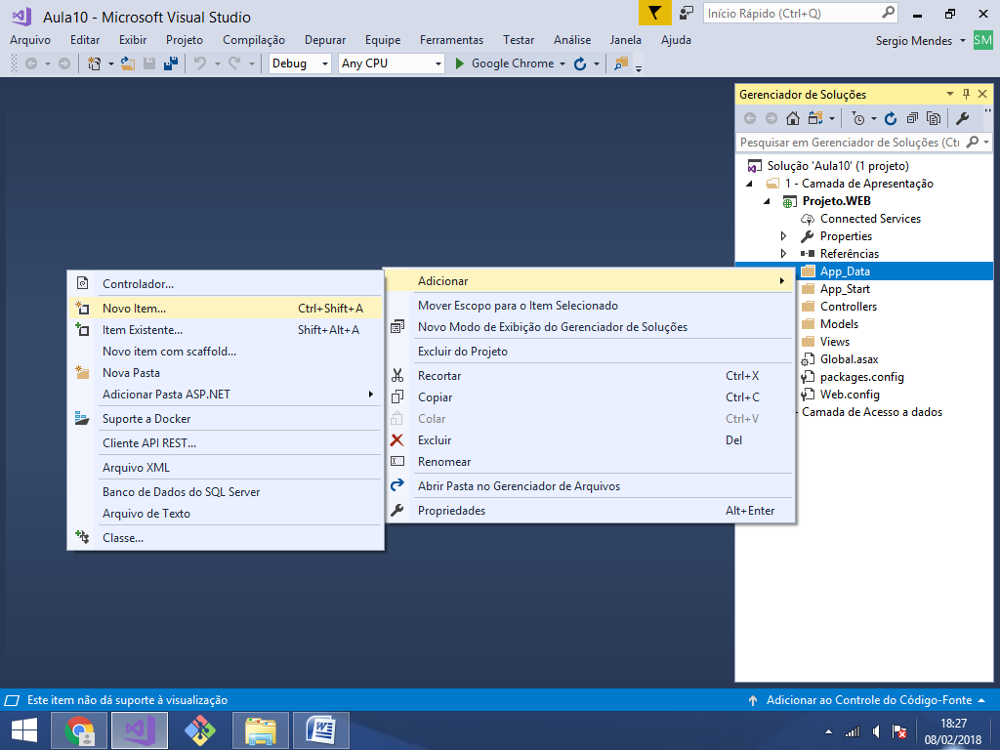 Aula10 - Microsoft Visual Studio
Início Rápido (Ctrl+Q)
Arquivo Editar Exibir Projeto Compilação Depurar Equipe Ferramentas Testar Análise Janela Ajuda
Sergio Mendes SM
Debug Any CPU Google Chrome
Gerenciador de Soluções
Pesquisar em Gerenciador de Soluções (Ctı
Solução 'Aula10' (1 projeto)
1 - Camada de Apresentação
Projeto.WEB
Connected Services
Properties
Referências
App_Data
App_Start
Controllers
Models
Views
Global.asax
packages.config
Web.config
- Camada de Acesso a dados
Adicionar
Mover Escopo para o Item Selecionado
Novo Modo de Exibição do Gerenciador de Soluções
Excluir do Projeto
Recortar Ctrl+X
Copiar Ctrl+C
Colar Ctrl+V
Excluir Del
Renomear
Abrir Pasta no Gerenciador de Arquivos
Propriedades Alt+Enter
Controlador...
Novo Item... Ctrl+Shift+A
Item Existente... Shift+Alt+A
Novo item com scaffold...
Nova Pasta
Adicionar Pasta ASP.NET
Suporte a Docker
Cliente API REST...
Arquivo XML
Banco de Dados do SQL Server
Arquivo de Texto
Classe...
Este item não dá suporte à visualização
Adicionar ao Controle do Código-Fonte
18:27
08/02/2018